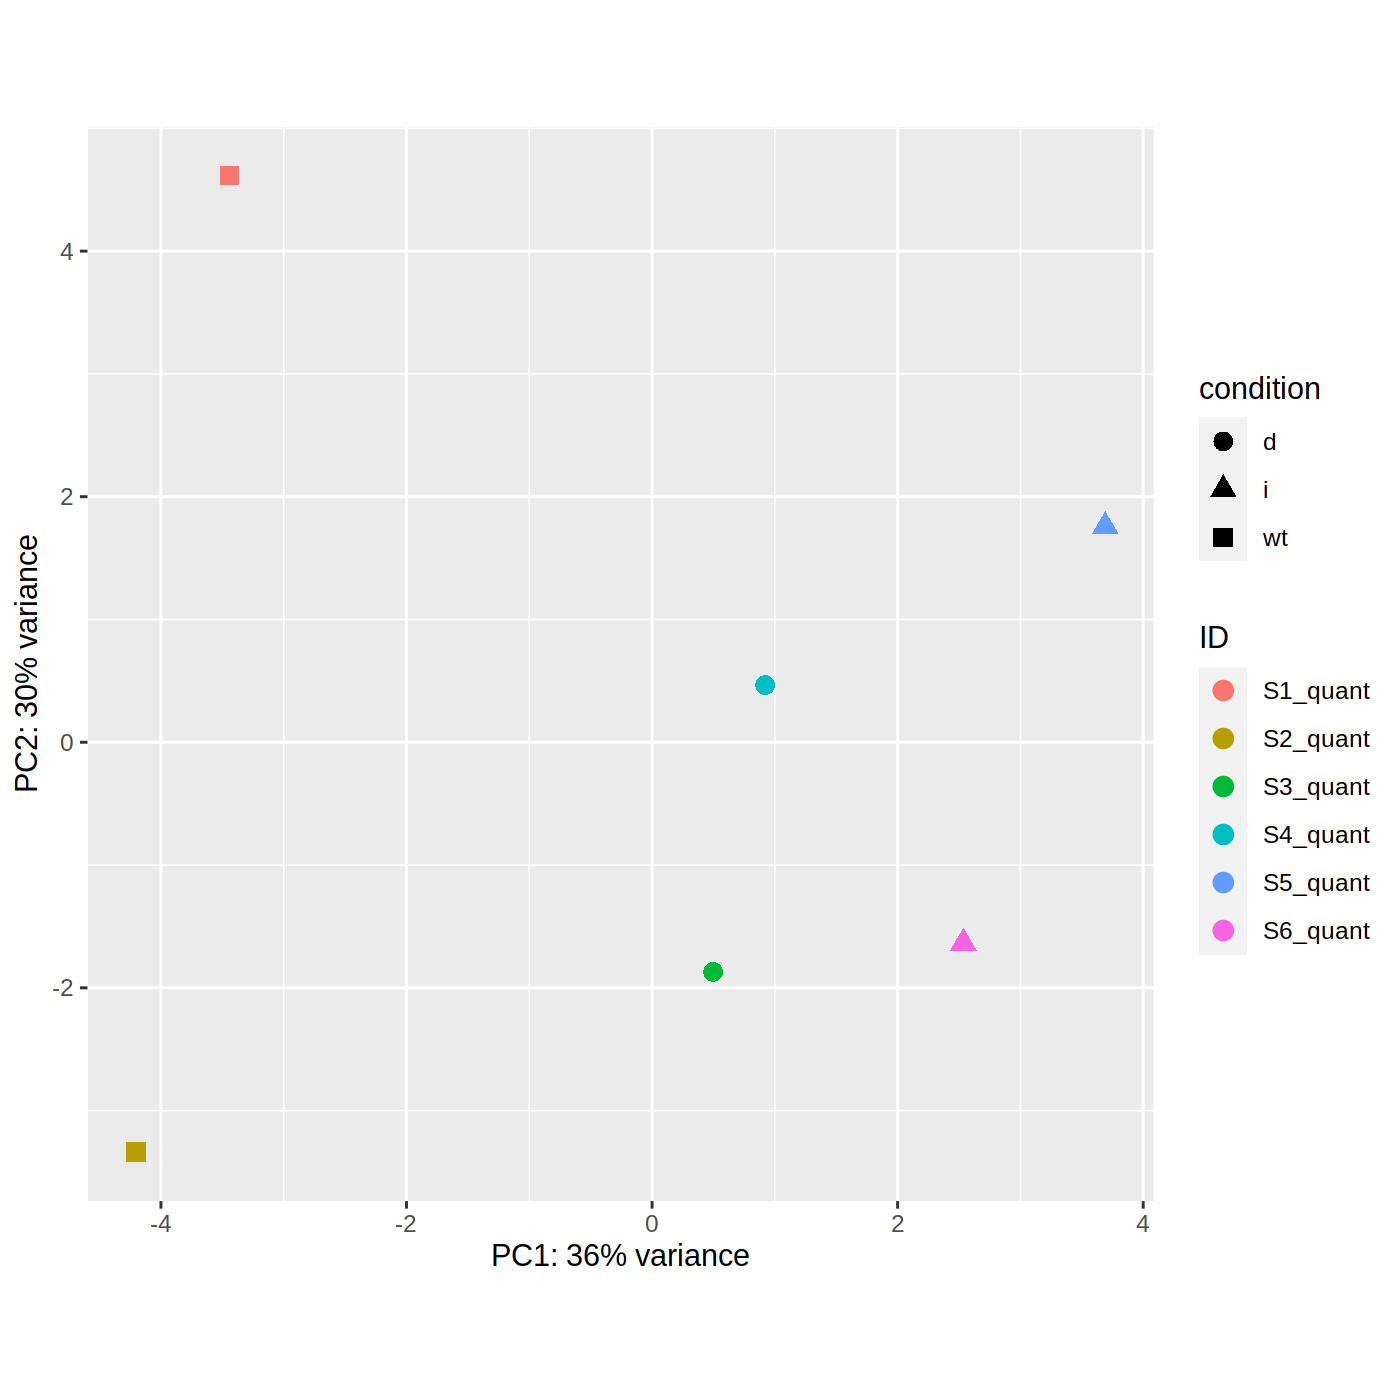 4
2
0
-2
-4
-2
0
2
4
PC1: 36% variance
PC2: 30% variance
condition
d
i
wt
ID
S1_quant
S2_quant
S3_quant
S4_quant
S5_quant
S6_quant